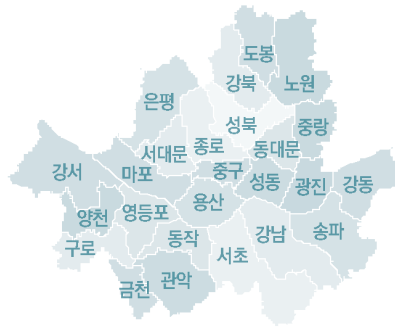 도봉
강북
노원
은평
성북
중랑
서대문
종로
동대문
강서
마포
중구
성동
광진
강동
양천
영등포
용산
구로
동작
서초
강남
송파
금천
관악